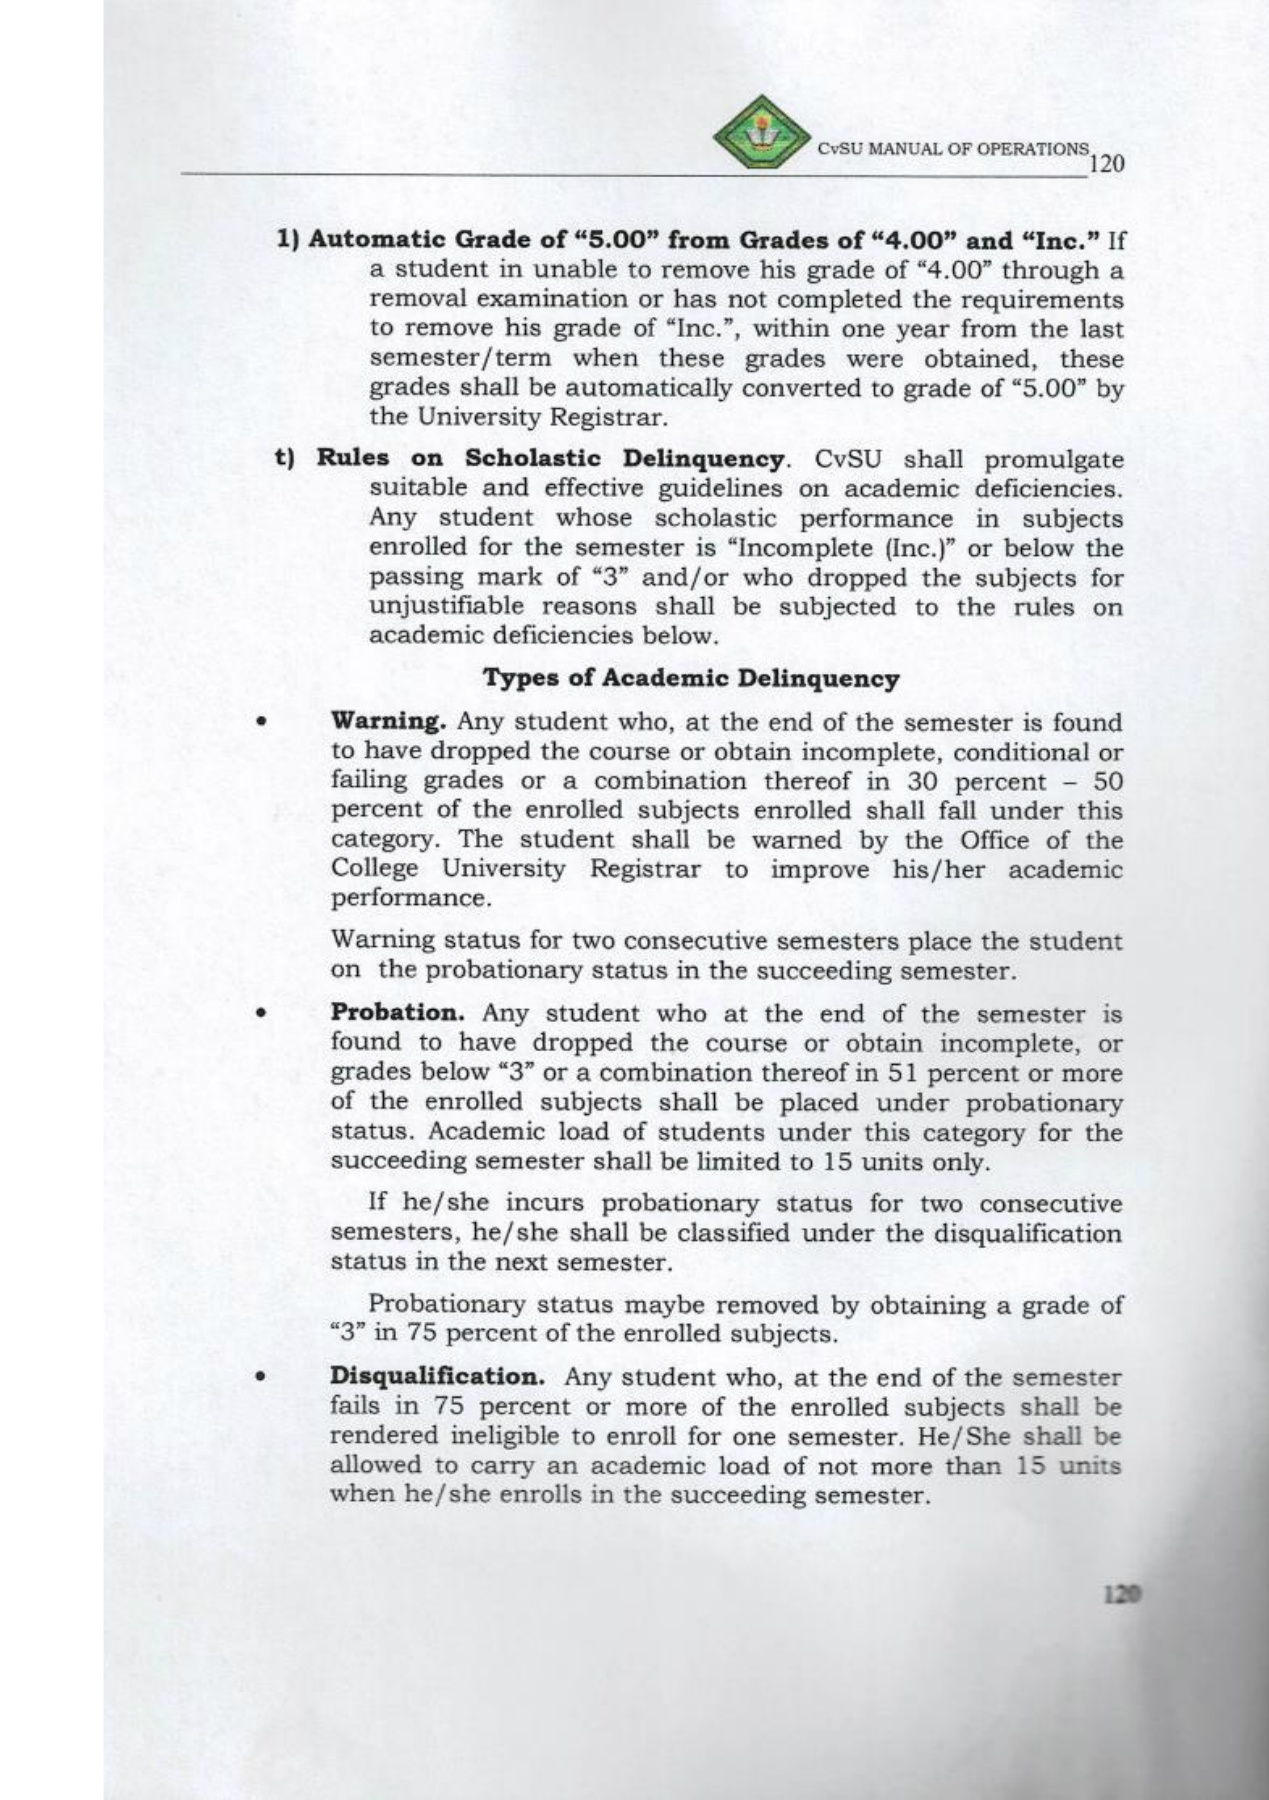 CvSU MANUAL OF OPERATIONS
120
1) Automatic Grade of “5.00” from Grades of “4.00” and “Inc.” If
a student in unable to remove his grade of “4.00” through a
removal examination or has not completed the requirements
to remove his grade of “Inc.”, within one year from the last
semester/term when these grades were obtained, these
grades shall be automatically converted to grade of “5.00” by
the University Registrar.
t) Rules on Scholastic Delinquency. CvSU shall promulgate
suitable and effective guidelines on academic deficiencies.
Any student whose scholastic performance in subjects
enrolled for the semester is “Incomplete (Inc.)” or below the
passing mark of “3” and/or who dropped the subjects for
unjustifiable reasons shall be subjected to the rules on
academic deficiencies below.
Types of Academic Delinquency
• Warning. Any student who, at the end of the semester is found
to have dropped the course or obtain incomplete, conditional or
failing grades or a combination thereof in 30 percent – 50
percent of the enrolled subjects enrolled shall fall under this
category. The student shall be warned by the Office of the
College University Registrar to improve his/her academic
performance.
Warning status for two consecutive semesters place the student
on the probationary status in the succeeding semester.
• Probation. Any student who at the end of the semester is
found to have dropped the course or obtain incomplete, or
grades below “3” or a combination thereof in 51 percent or more
of the enrolled subjects shall be placed under probationary
status. Academic load of students under this category for the
succeeding semester shall be limited to 15 units only.
If he/she incurs probationary status for two consecutive
semesters, he/she shall be classified under the disqualification
status in the next semester.
Probationary status maybe removed by obtaining a grade of
“3” in 75 percent of the enrolled subjects.
• Disqualification. Any student who, at the end of the semester
fails in 75 percent or more of the enrolled subjects shall be
rendered ineligible to enroll for one semester. He/She shall be
allowed to carry an academic load of not more than 15 units
when he/she enrolls in the succeeding semester.
120